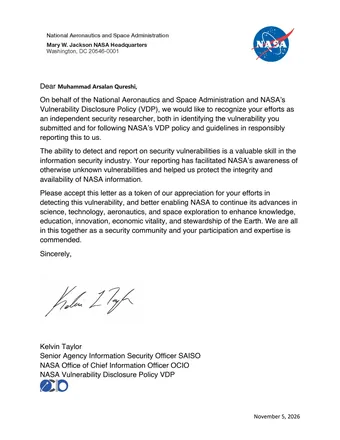 National Aeronautics and Space Administration
Mary W. Jackson NASA Headquarters
Washington, DC 20546-0001
NASA
Dear Muhammad Arsalan Qureshi,
On behalf of the National Aeronautics and Space Administration and NASA's
Vulnerability Disclosure Policy (VDP), we would like to recognize your efforts as
an independent security researcher, both in identifying the vulnerability you
submitted and for following NASA's VDP policy and guidelines in responsibly
reporting this to us.
The ability to detect and report on security vulnerabilities is a valuable skill in the
information security industry. Your reporting has facilitated NASA's awareness of
otherwise unknown vulnerabilities and helped us protect the integrity and
availability of NASA information.
Please accept this letter as a token of our appreciation for your efforts in
detecting this vulnerability, and better enabling NASA to continue its advances in
science, technology, aeronautics, and space exploration to enhance knowledge,
education, innovation, economic vitality, and stewardship of the Earth. We are all
in this together as a security community and your participation and expertise is
commended.
Sincerely,
Kelvin Taylor
Senior Agency Information Security Officer SAISO
NASA Office of Chief Information Officer OCIO
NASA Vulnerability Disclosure Policy VDP
November 5, 2026